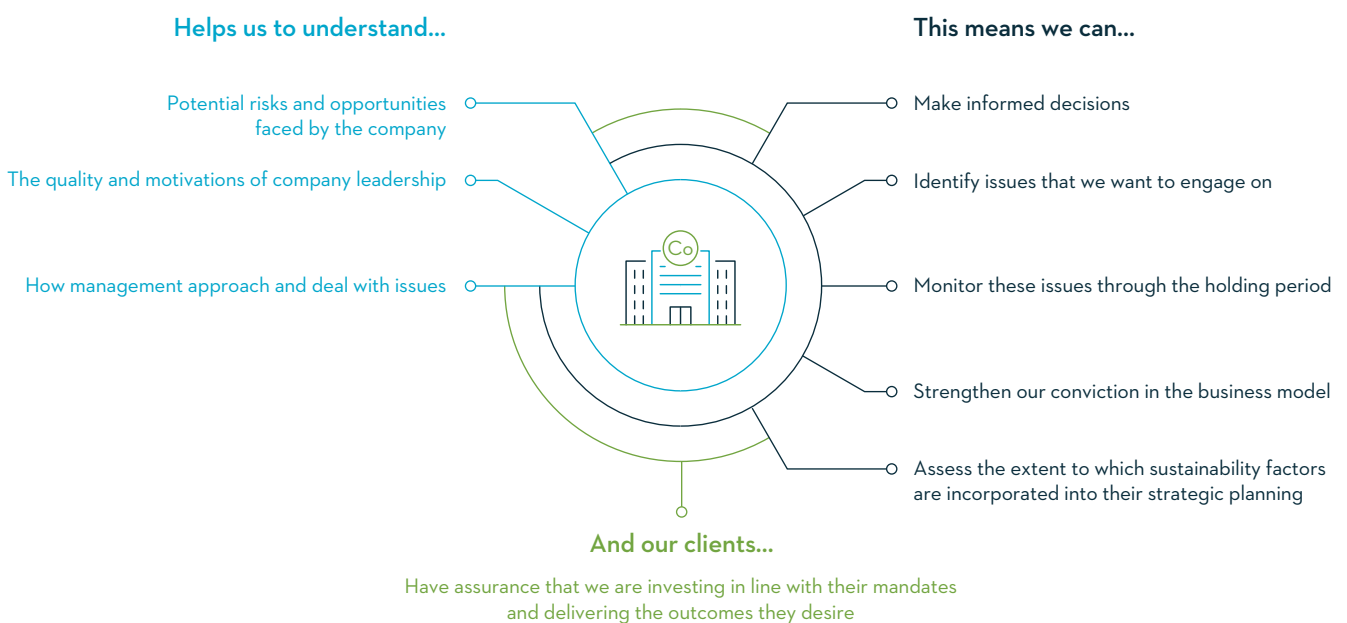 Helps us to understand...
Potential risks and opportunities
faced by the company
The quality and motivations of company leadership
How management approach and deal with issues
Co
This means we can...
Make informed decisions
Identify issues that we want to engage on
Monitor these issues through the holding period
Strengthen our conviction in the business model
Assess the extent to which sustainability factors
are incorporated into their strategic planning
And our clients...
Have assurance that we are investing in line with their mandates
and delivering the outcomes they desire